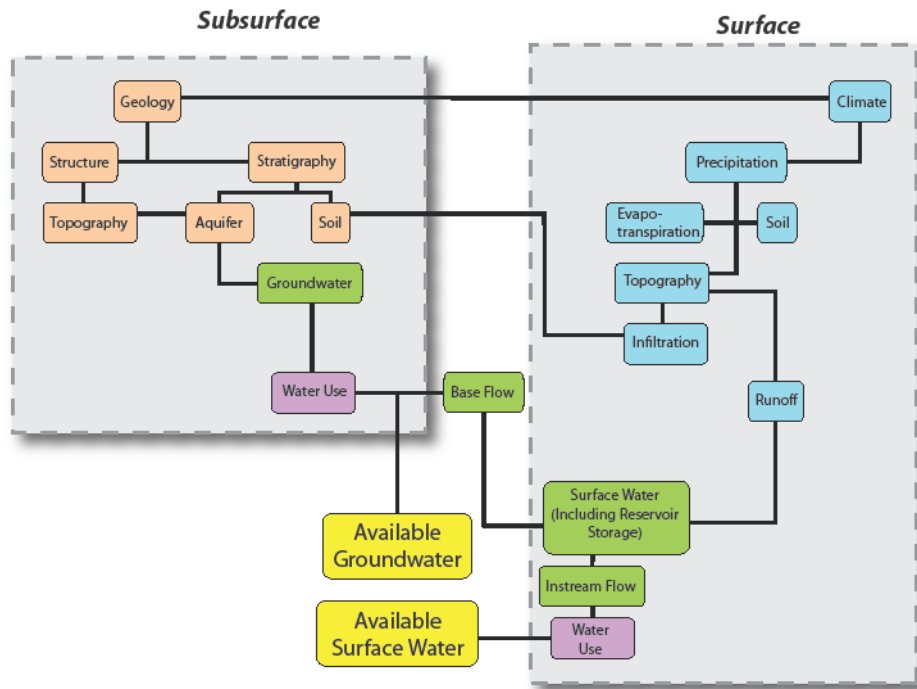 Subsurface
Surface
Geology
Climate
Structure
Stratigraphy
Precipitation
Topography
Aquifer
Soil
Evapo-
transpiration
Soil
Groundwater
Topography
Infiltration
Water Use
Base Flow
Runoff
Surface Water
(Including Reservoir
Storage)
Available
Groundwater
Instream Flow
Available
Surface Water
Water
Use